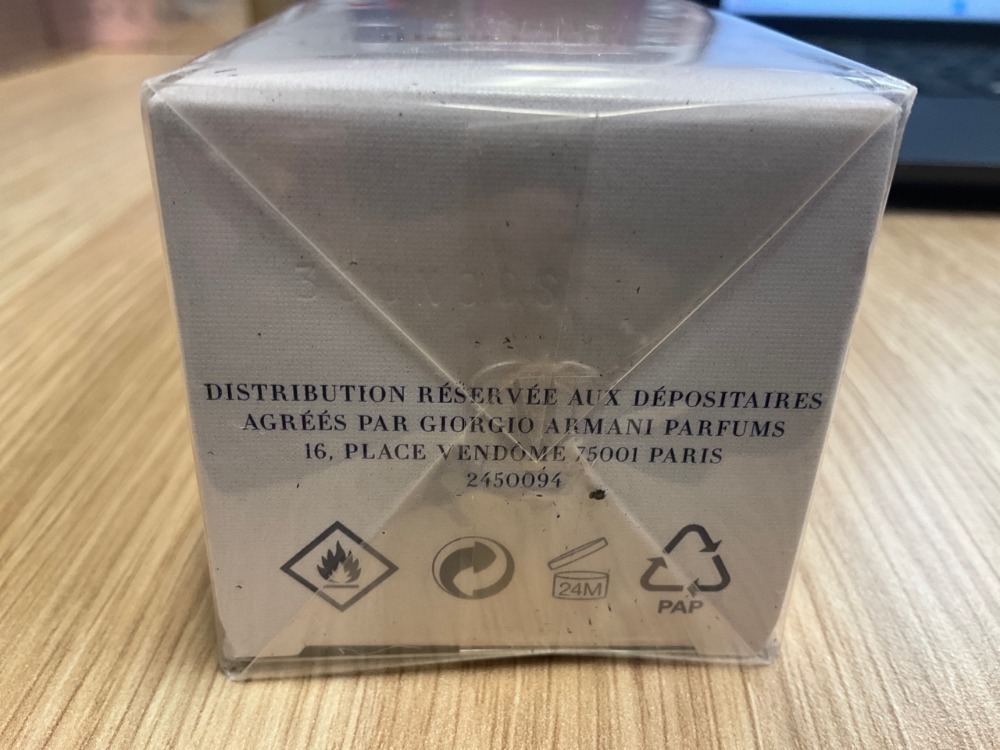 DISTRIBUTION RÉSERVÉE AUX DÉPOSITAIRES
AGRÉÉS PAR GIORGIO ARMANI PARFUMS
16, PLACE VENDÔME 75001 PARIS
2450094
24M
PAP